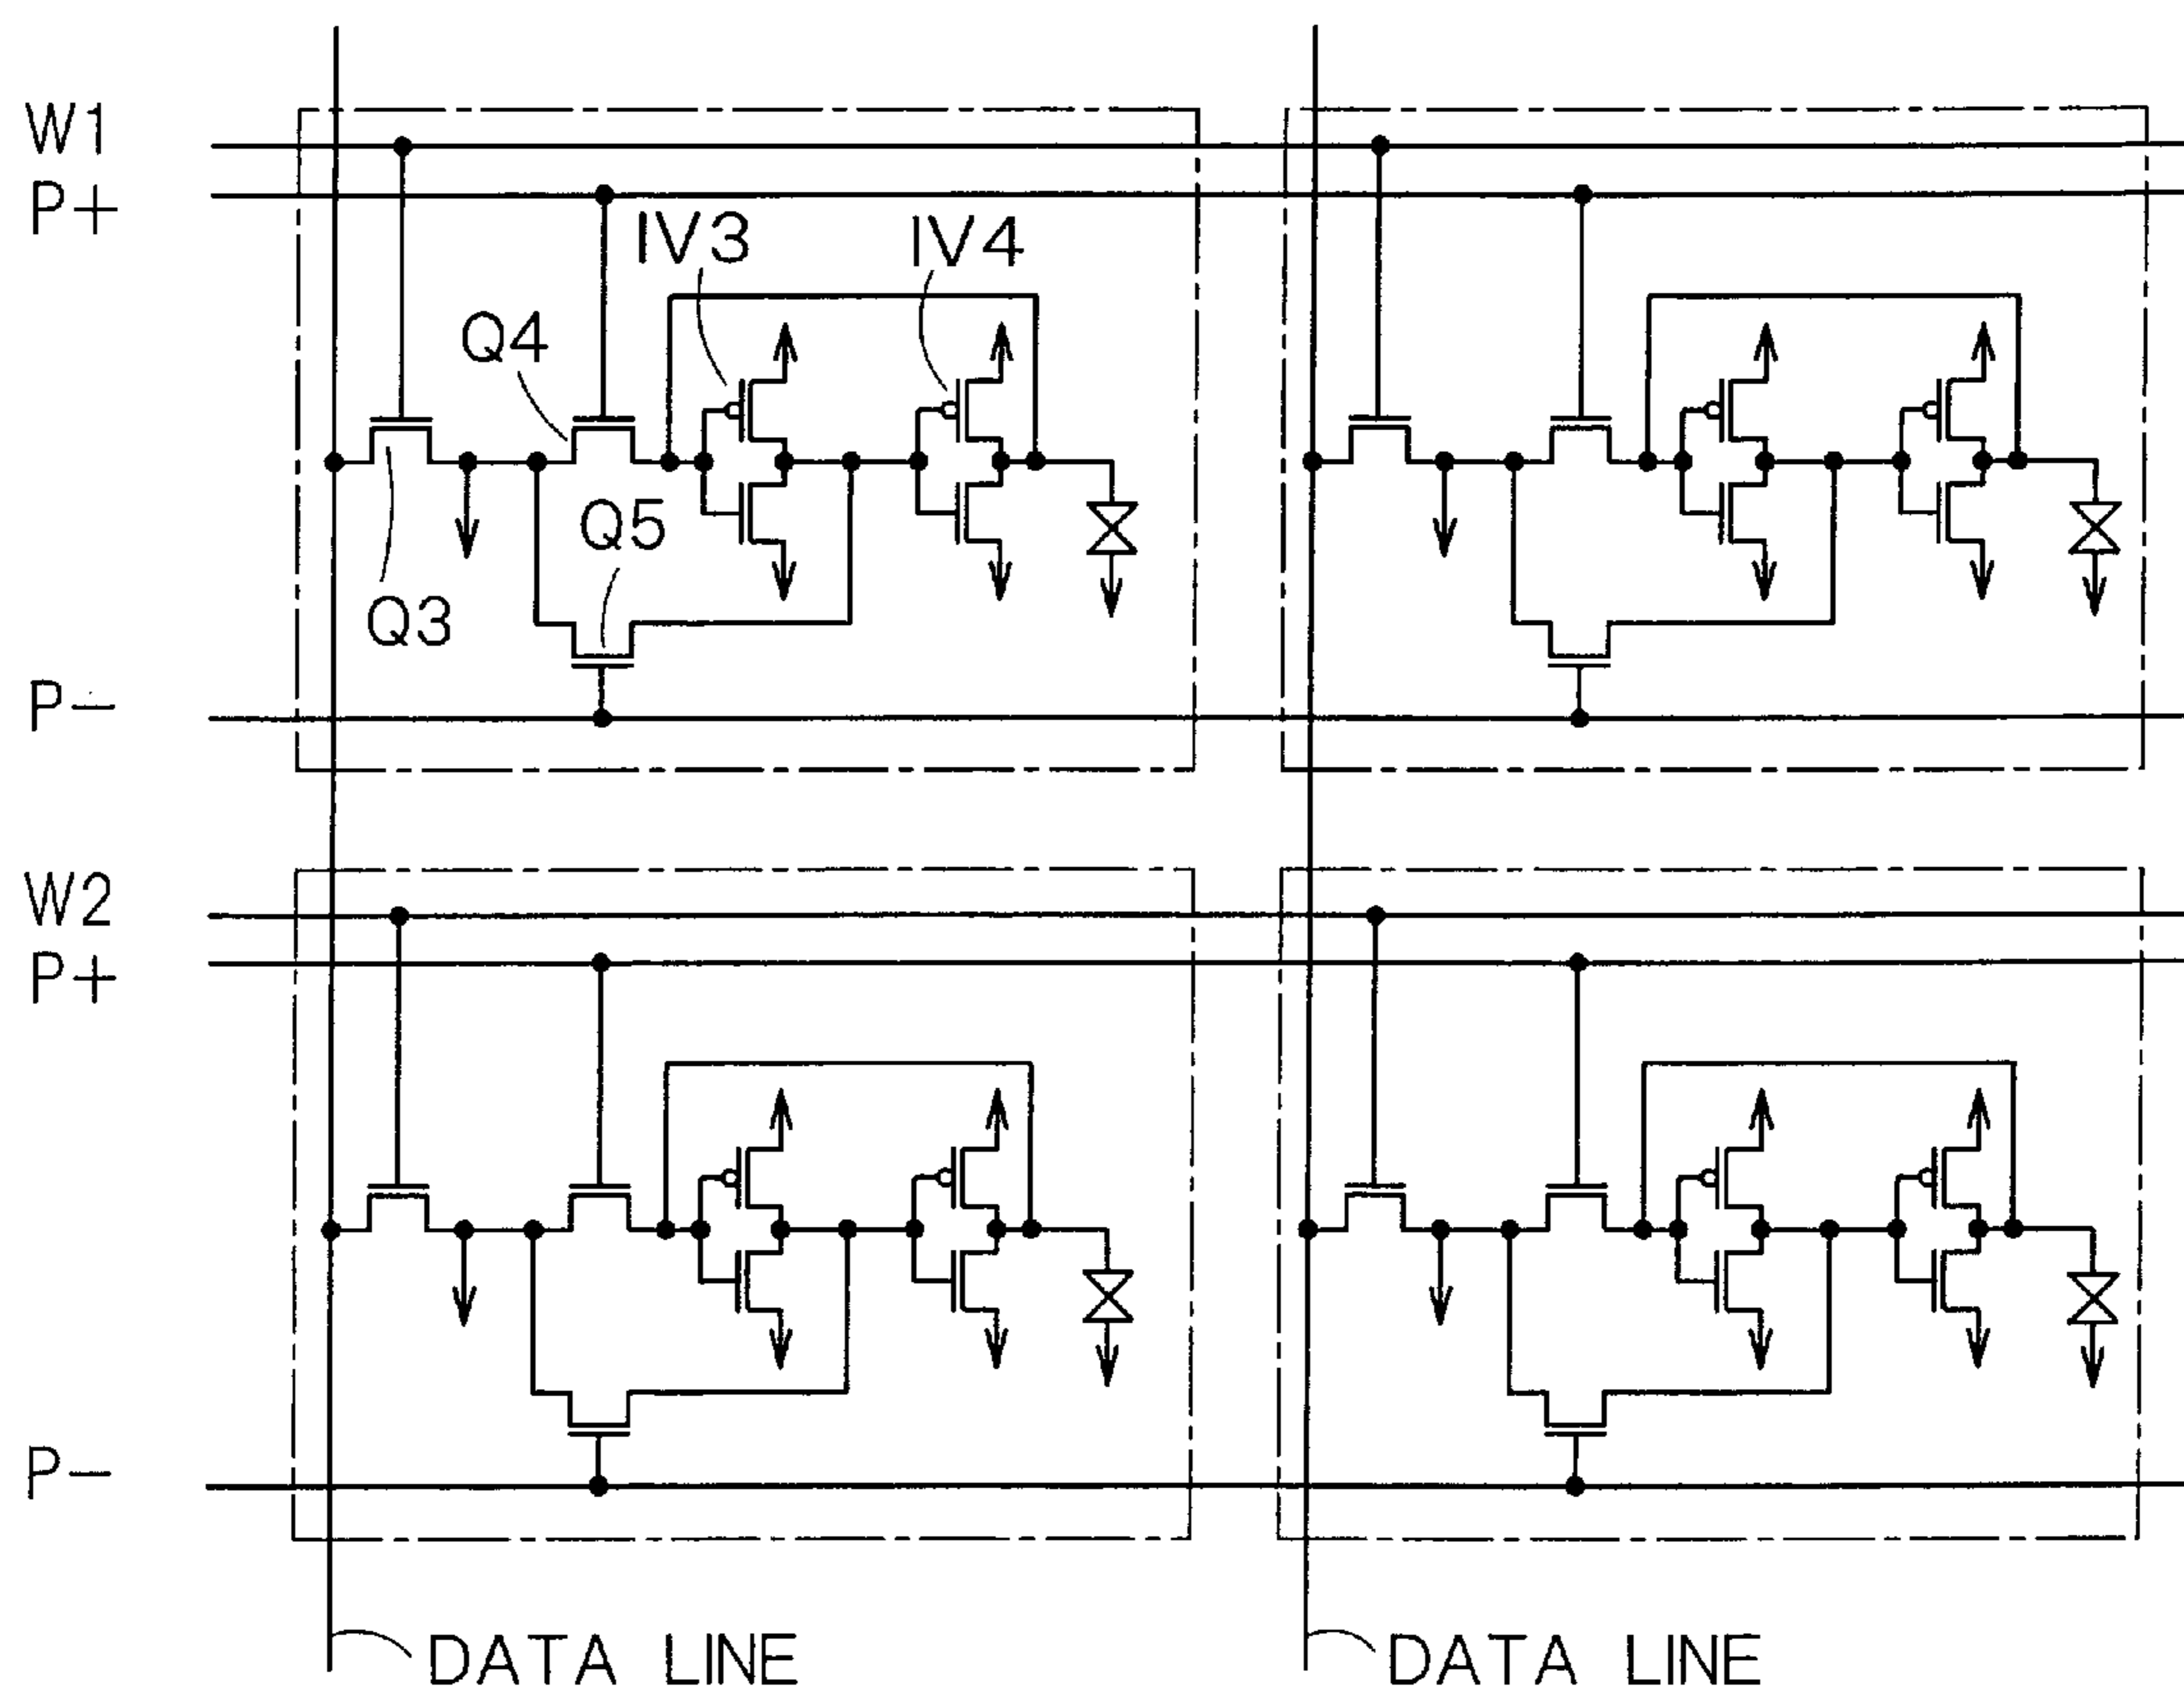 W1
P+
IV3
IV4
Q4
Q5
Q3
P-
W2
P+
P-
DATA LINE
DATA LINE